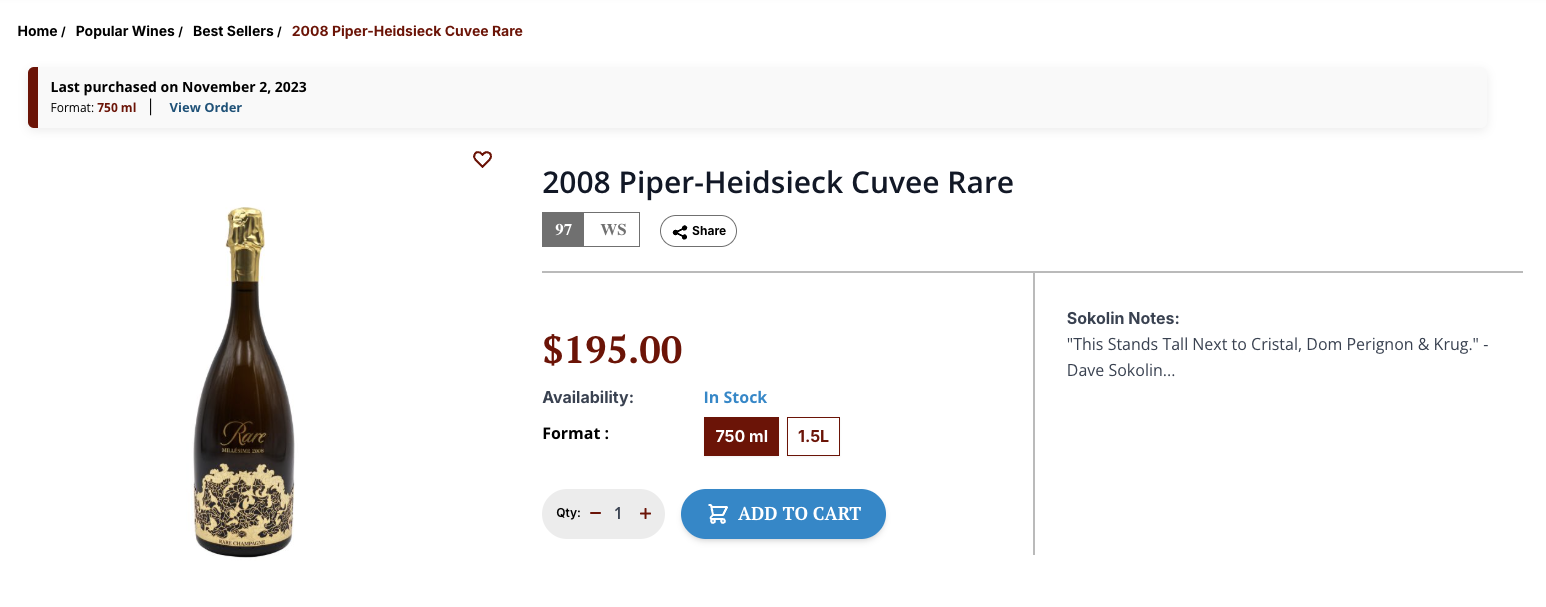 Home / Popular Wines / Best Sellers / 2008 Piper-Heidsieck Cuvee Rare
Last purchased on November 2, 2023
Format: 750 ml | View Order
2008 Piper-Heidsieck Cuvee Rare
97 WS Share
$195.00
Availability: In Stock
Format : 750 ml 1.5L
Qty: − 1 + ADD TO CART
Sokolin Notes:
"This Stands Tall Next to Cristal, Dom Perignon & Krug." -
Dave Sokolin...
Rare
MILLÉSIME 2008
RARE CHAMPAGNE